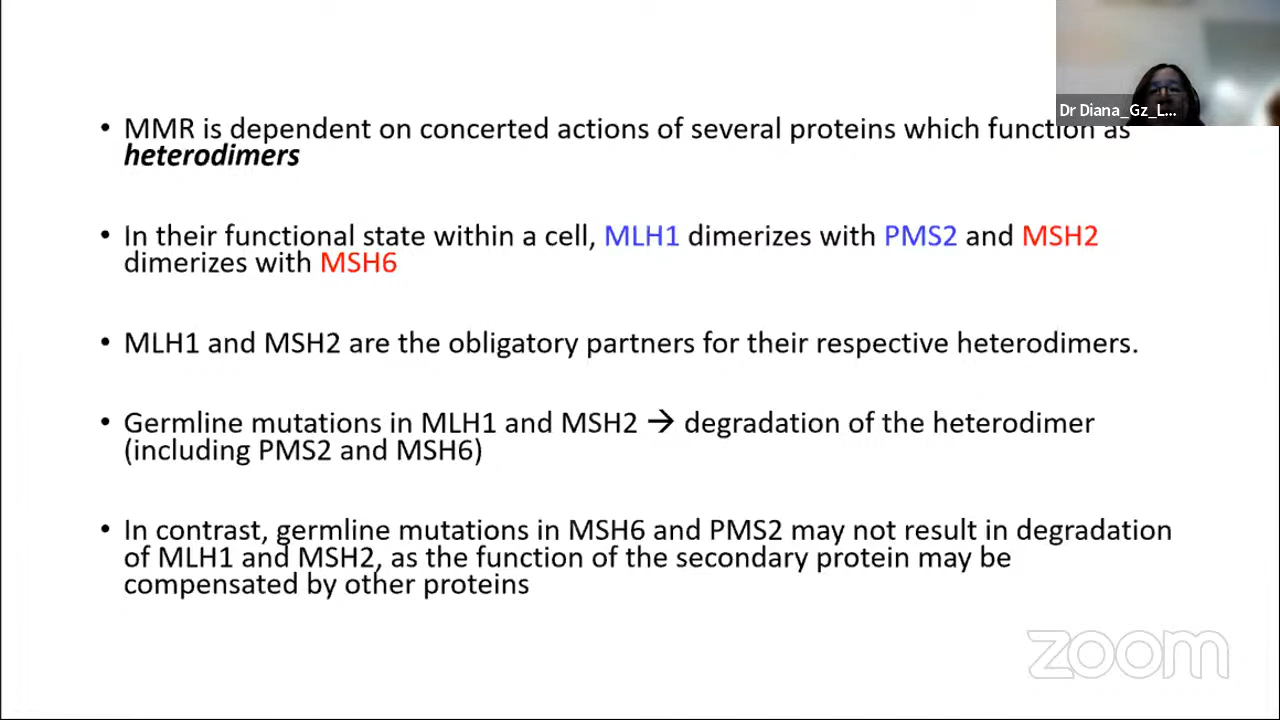 Dr Diana_Gz_L...
• MMR is dependent on concerted actions of several proteins which function as
heterodimers
• In their functional state within a cell, MLH1 dimerizes with PMS2 and MSH2
dimerizes with MSH6
• MLH1 and MSH2 are the obligatory partners for their respective heterodimers.
• Germline mutations in MLH1 and MSH2 → degradation of the heterodimer
(including PMS2 and MSH6)
• In contrast, germline mutations in MSH6 and PMS2 may not result in degradation
of MLH1 and MSH2, as the function of the secondary protein may be
compensated by other proteins
zoom